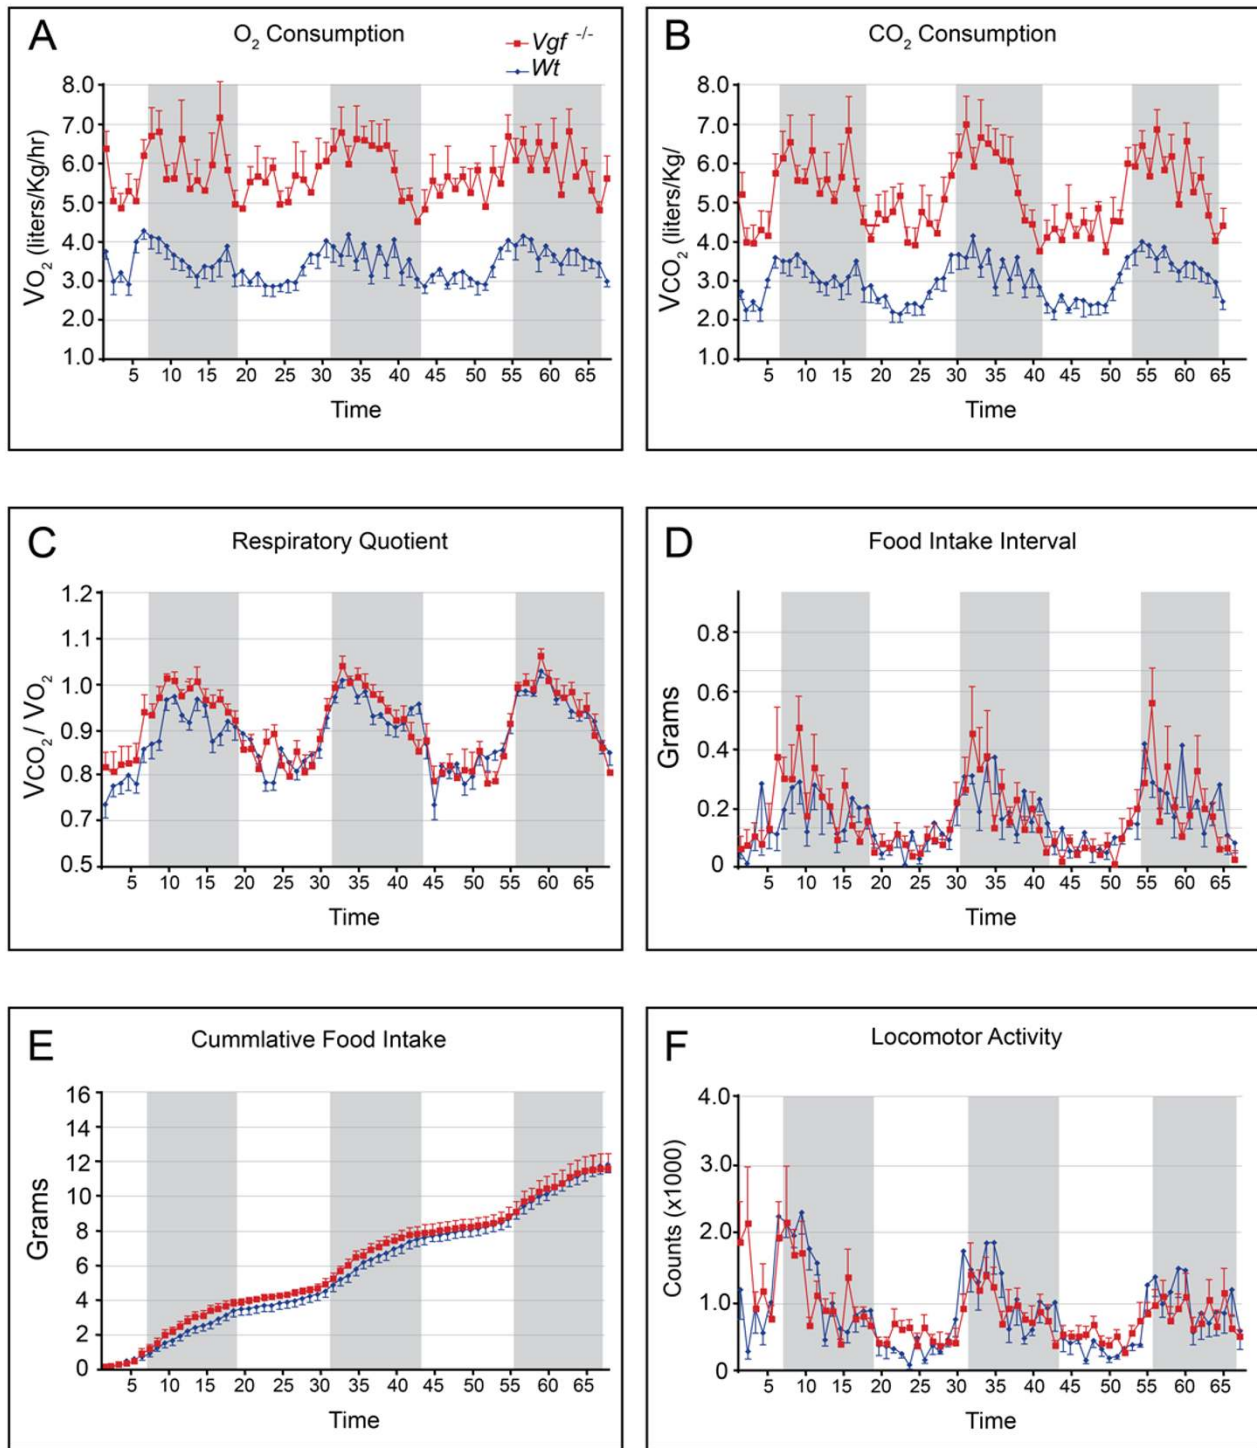 A
O2 Consumption
Vgf -/-
Wt
8.0
7.0
6.0
5.0
4.0
3.0
2.0
1.0
VO2 (liters/Kg/hr)
5 10 15 20 25 30 35 40 45 50 55 60 65
Time
B
CO2 Consumption
8.0
7.0
6.0
5.0
4.0
3.0
2.0
1.0
VCO2 (liters/Kg/
5 10 15 20 25 30 35 40 45 50 55 60 65
Time
C
Respiratory Quotient
1.2
1.1
1.0
0.9
0.8
0.7
0.5
VCO2 / VO2
5 10 15 20 25 30 35 40 45 50 55 60 65
Time
D
Food Intake Interval
0.8
0.6
0.4
0.2
0
Grams
5 10 15 20 25 30 35 40 45 50 55 60 65
Time
E
Cummlative Food Intake
16
14
12
10
8
6
4
2
0
Grams
5 10 15 20 25 30 35 40 45 50 55 60 65
Time
F
Locomotor Activity
4.0
3.0
2.0
1.0
0
Counts (x1000)
5 10 15 20 25 30 35 40 45 50 55 60 65
Time